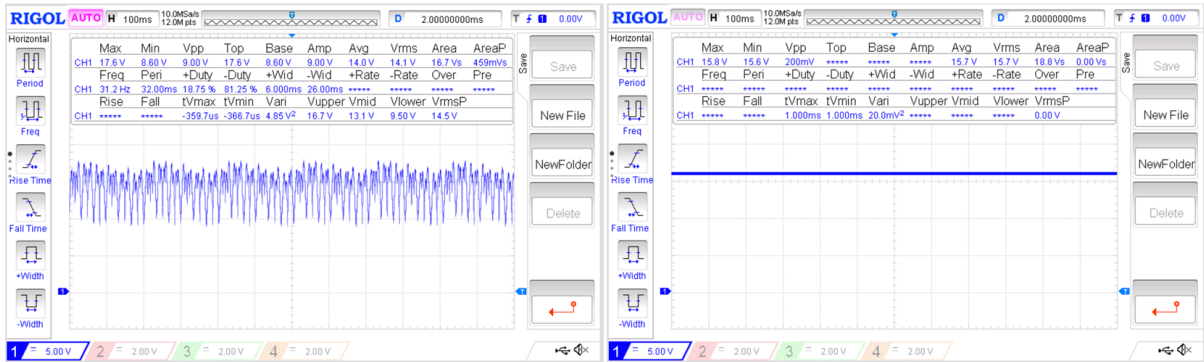 RIGOL AUTO H 100ms 10.0MSa/s 12.0M pts D 2.00000000ms T 1 0.00V
Horizontal
Period
Freq
Rise Time
Fall Time
+Width
-Width
Max Min Vpp Top Base Amp Avg Vrms Area AreaP
CH1 17.6 V 8.60 V 9.00 V 17.6 V 8.60 V 9.00 V 14.0 V 14.1 V 16.7 Vs 459mVs
Freq Peri +Duty -Duty +Wid -Wid +Rate -Rate Over Pre
CH1 31.2 Hz 32.00ms 18.75 % 81.25 % 6.000ms 26.00ms ***** ***** ***** *****
Rise Fall tVmax tVmin Vari Vupper Vmid Vlower VrmsP
CH1 ***** ***** -359.7us -366.7us 4.85 V² 16.7 V 13.1 V 9.50 V 14.5 V
Save
Save
New File
NewFolder
Delete
1
T
1 = 5.00 V 2 = 2.00 V 3 = 2.00 V 4 = 2.00 V
RIGOL AUTO H 100ms 10.0MSa/s 12.0M pts D 2.00000000ms T 1 0.00V
Horizontal
Period
Freq
Rise Time
Fall Time
+Width
-Width
Max Min Vpp Top Base Amp Avg Vrms Area AreaP
CH1 15.8 V 15.6 V 200mV ***** ***** ***** 15.7 V 15.7 V 18.8 Vs 0.00 Vs
Freq Peri +Duty -Duty +Wid -Wid +Rate -Rate Over Pre
CH1 ***** ***** ***** ***** ***** ***** ***** ***** ***** *****
Rise Fall tVmax tVmin Vari Vupper Vmid Vlower VrmsP
CH1 ***** ***** 1.000ms 1.000ms 20.0mV² ***** ***** ***** 0.00 V
Save
Save
New File
NewFolder
Delete
1
T
1 = 5.00 V 2 = 2.00 V 3 = 2.00 V 4 = 2.00 V